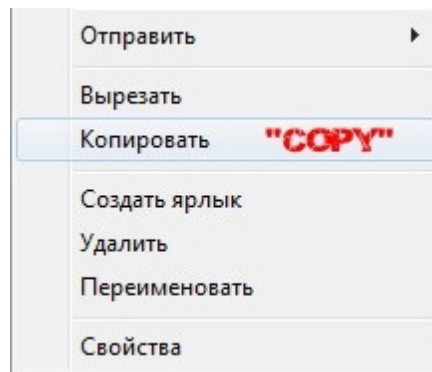 Отправить
Вырезать
Копировать "COPY"
Создать ярлык
Удалить
Переименовать
Свойства